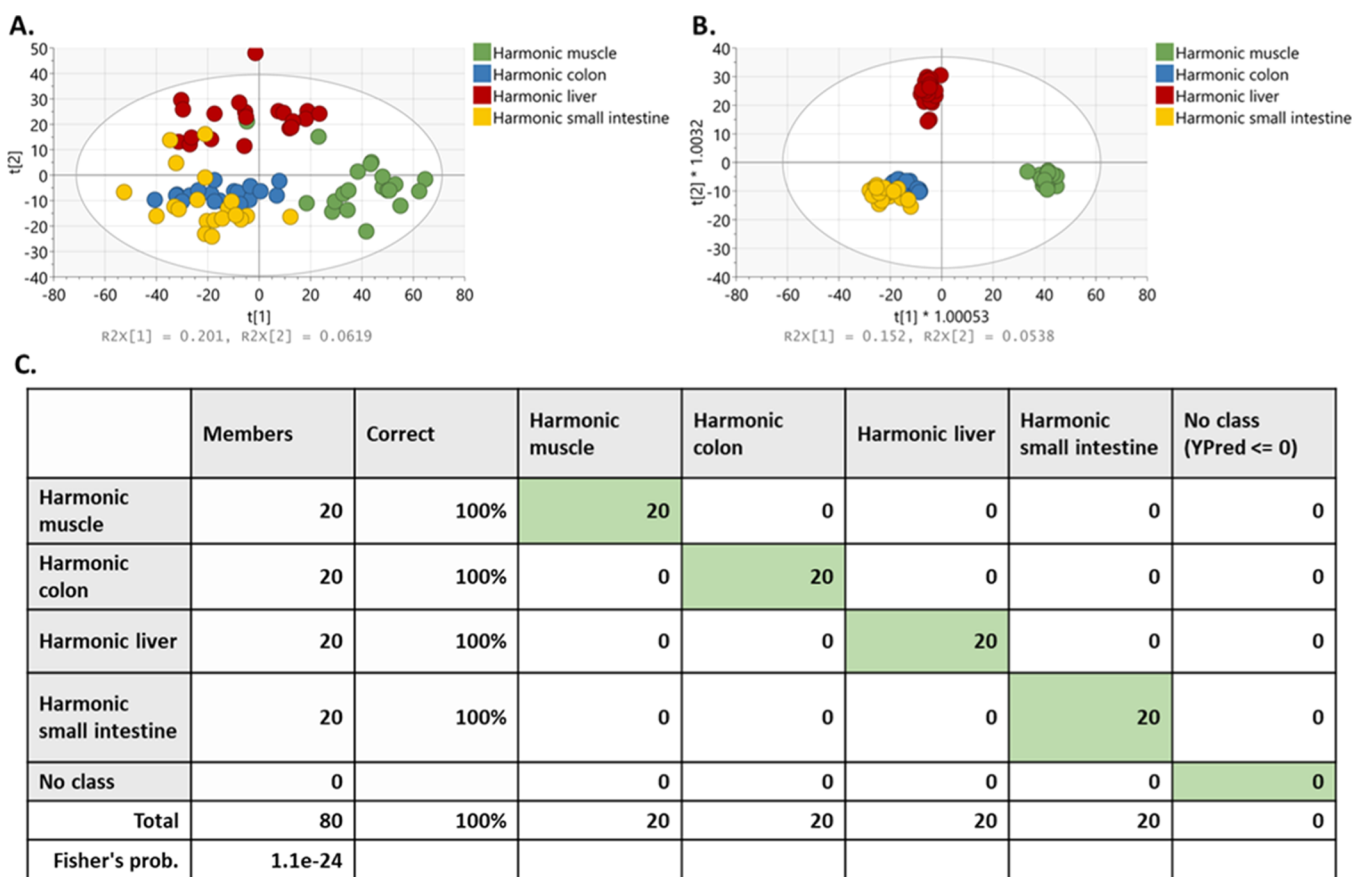 A.
50
40
30
20
10
0
-10
-20
-30
-40
t[2]
-80 -60 -40 -20 0 20 40 60 80
t[1]
R2X[1] = 0.201, R2X[2] = 0.0619
Harmonic muscle
Harmonic colon
Harmonic liver
Harmonic small intestine
B.
40
30
20
10
0
-10
-20
-30
-40
t[2] * 1.0032
-80 -60 -40 -20 0 20 40 60 80
t[1] * 1.00053
R2X[1] = 0.152, R2X[2] = 0.0538
Harmonic muscle
Harmonic colon
Harmonic liver
Harmonic small intestine
C.
Members Correct Harmonic muscle Harmonic colon Harmonic liver Harmonic small intestine No class (YPred <= 0)
Harmonic muscle 20 100% 20 0 0 0 0
Harmonic colon 20 100% 0 20 0 0 0
Harmonic liver 20 100% 0 0 20 0 0
Harmonic small intestine 20 100% 0 0 0 20 0
No class 0 0 0 0 0 0
Total 80 100% 20 20 20 20 0
Fisher's prob. 1.1e-24